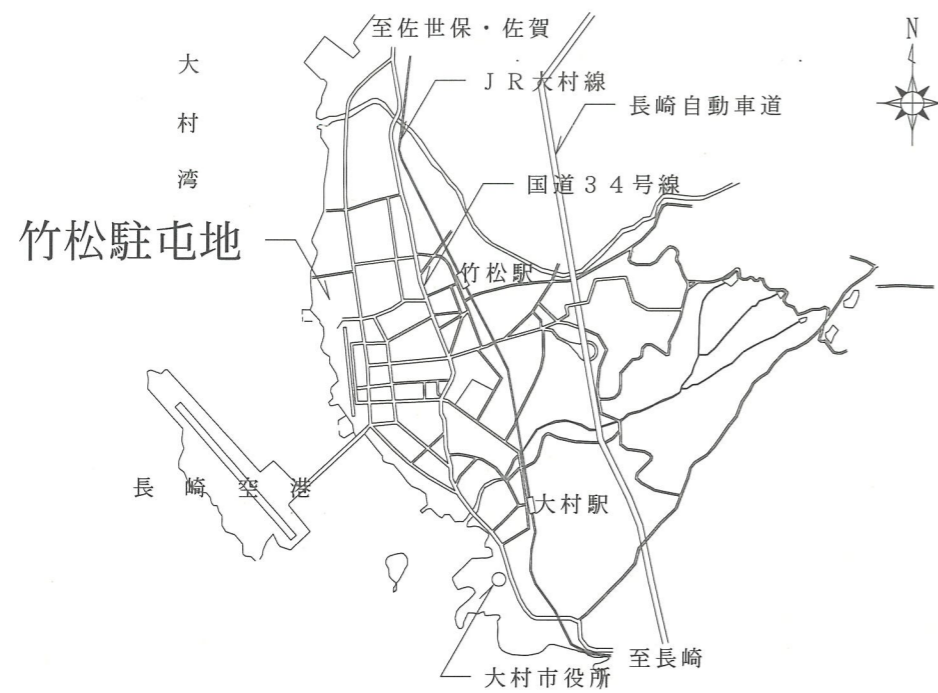 至佐世保・佐賀
大村湾
JR大村線
長崎自動車道
N
国道34号線
竹松駐屯地
竹松駅
長崎空港
大村駅
至長崎
大村市役所